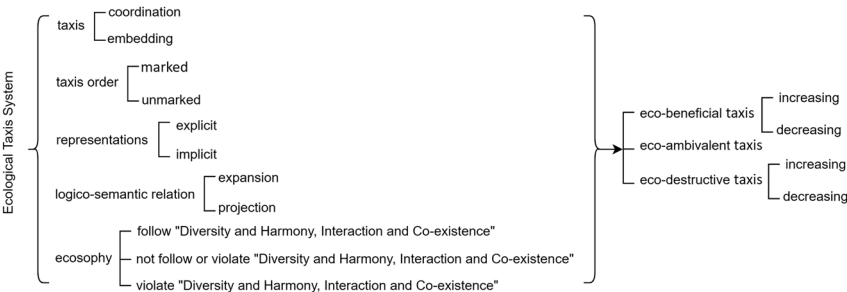 Ecological Taxis System
taxis
coordination
embedding
taxis order
marked
unmarked
representations
explicit
implicit
logico-semantic relation
expansion
projection
ecosophy
follow "Diversity and Harmony, Interaction and Co-existence"
not follow or violate "Diversity and Harmony, Interaction and Co-existence"
violate "Diversity and Harmony, Interaction and Co-existence"
eco-beneficial taxis
increasing
decreasing
eco-ambivalent taxis
eco-destructive taxis
increasing
decreasing